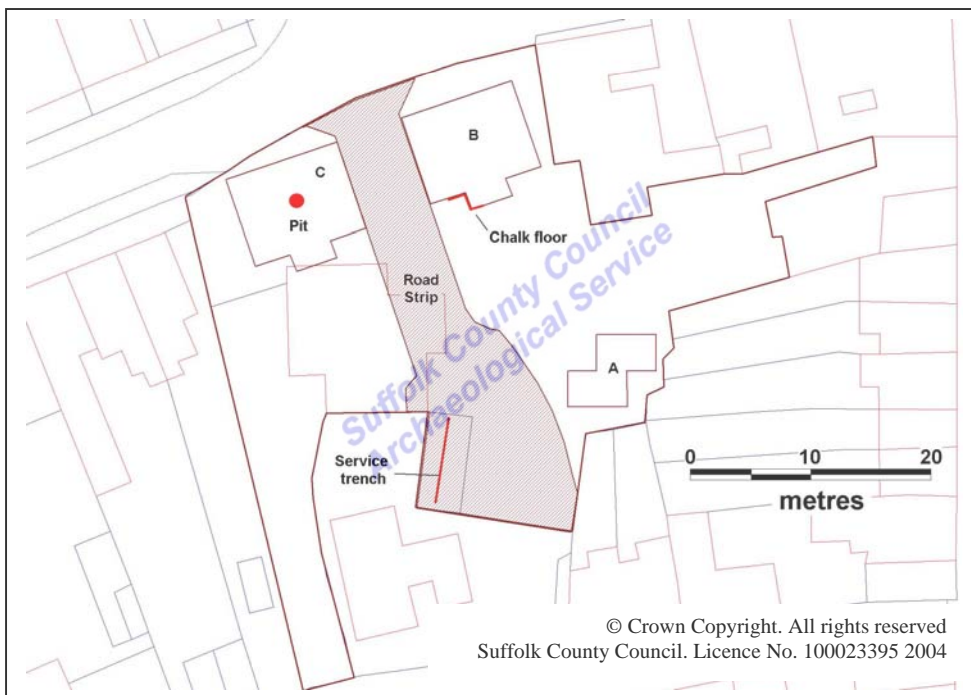 B
C
Pit
Chalk floor
Road
Strip
Suffolk County Council
Archaeological Service
A
Service
trench
0 10 20
metres
© Crown Copyright. All rights reserved
Suffolk County Council. Licence No. 100023395 2004